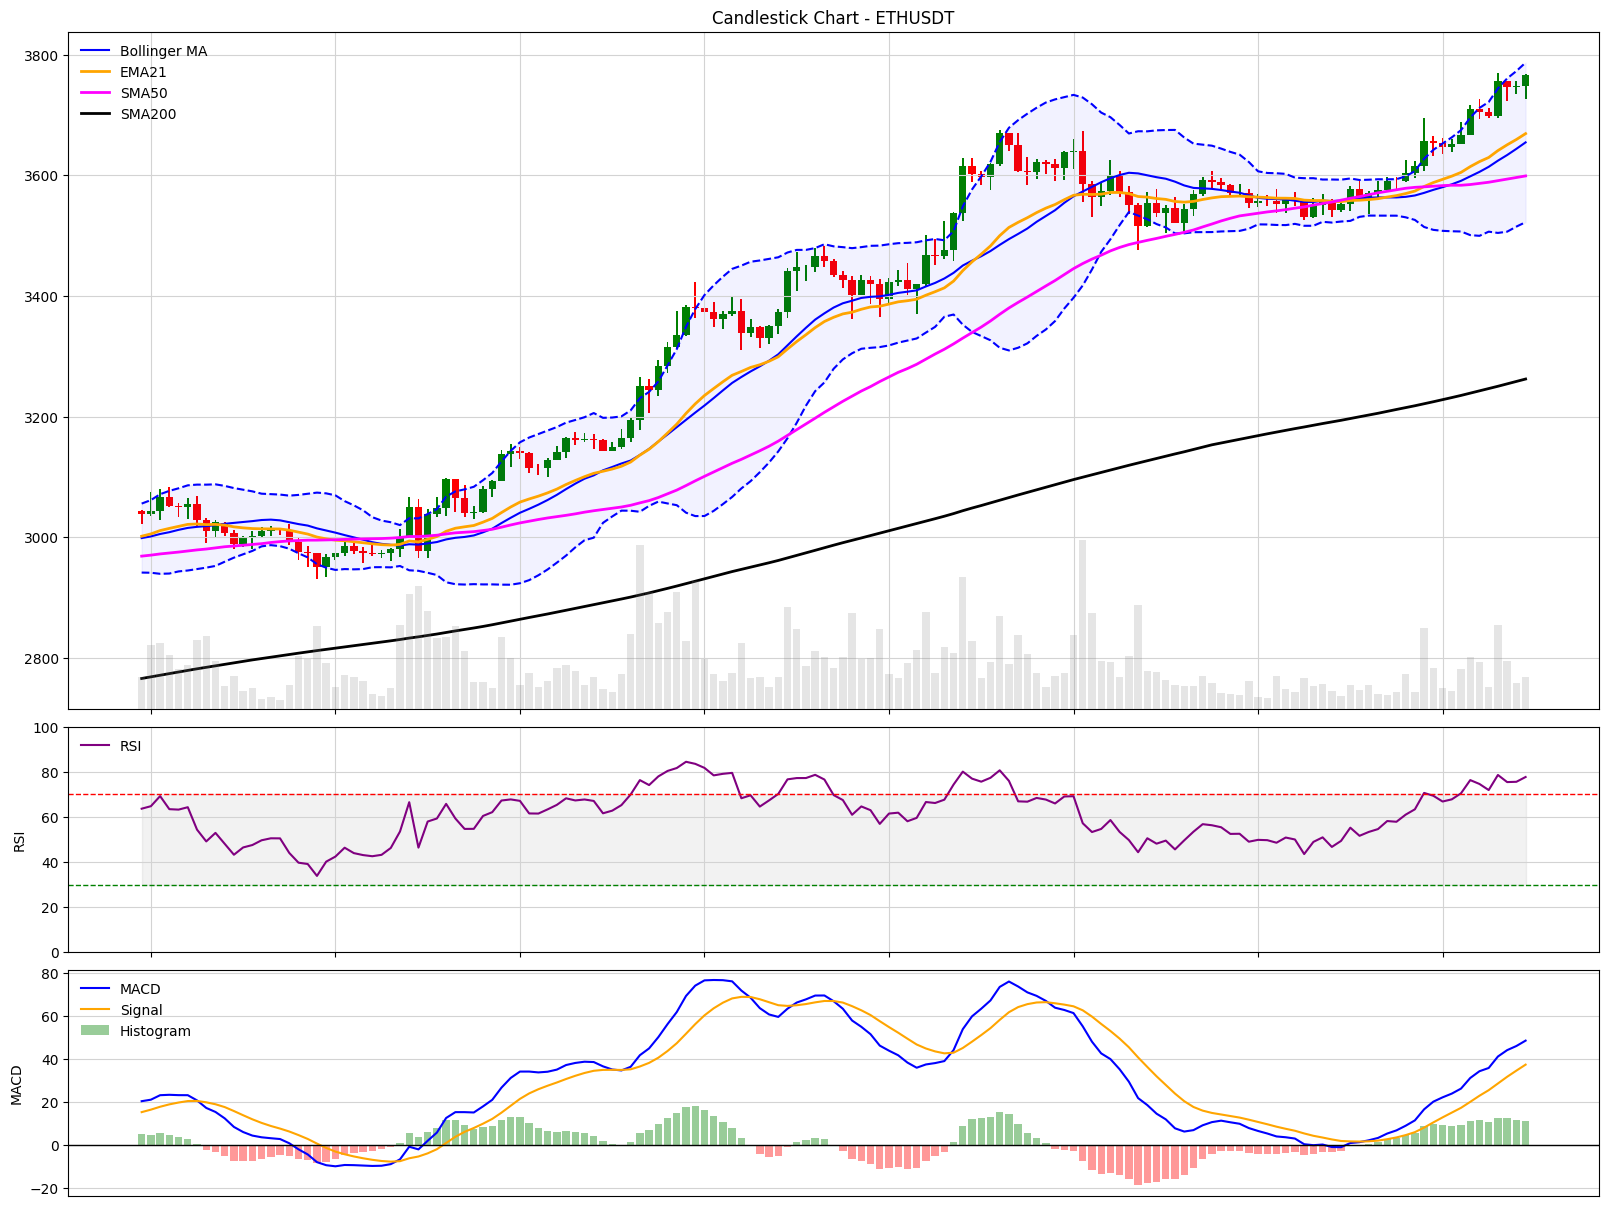 Candlestick Chart - ETHUSDT
Bollinger MA
EMA21
SMA50
SMA200
3800
3600
3400
3200
3000
2800
RSI
RSI
100
80
60
40
20
0
MACD
Signal
Histogram
MACD
80
60
40
20
0
−20